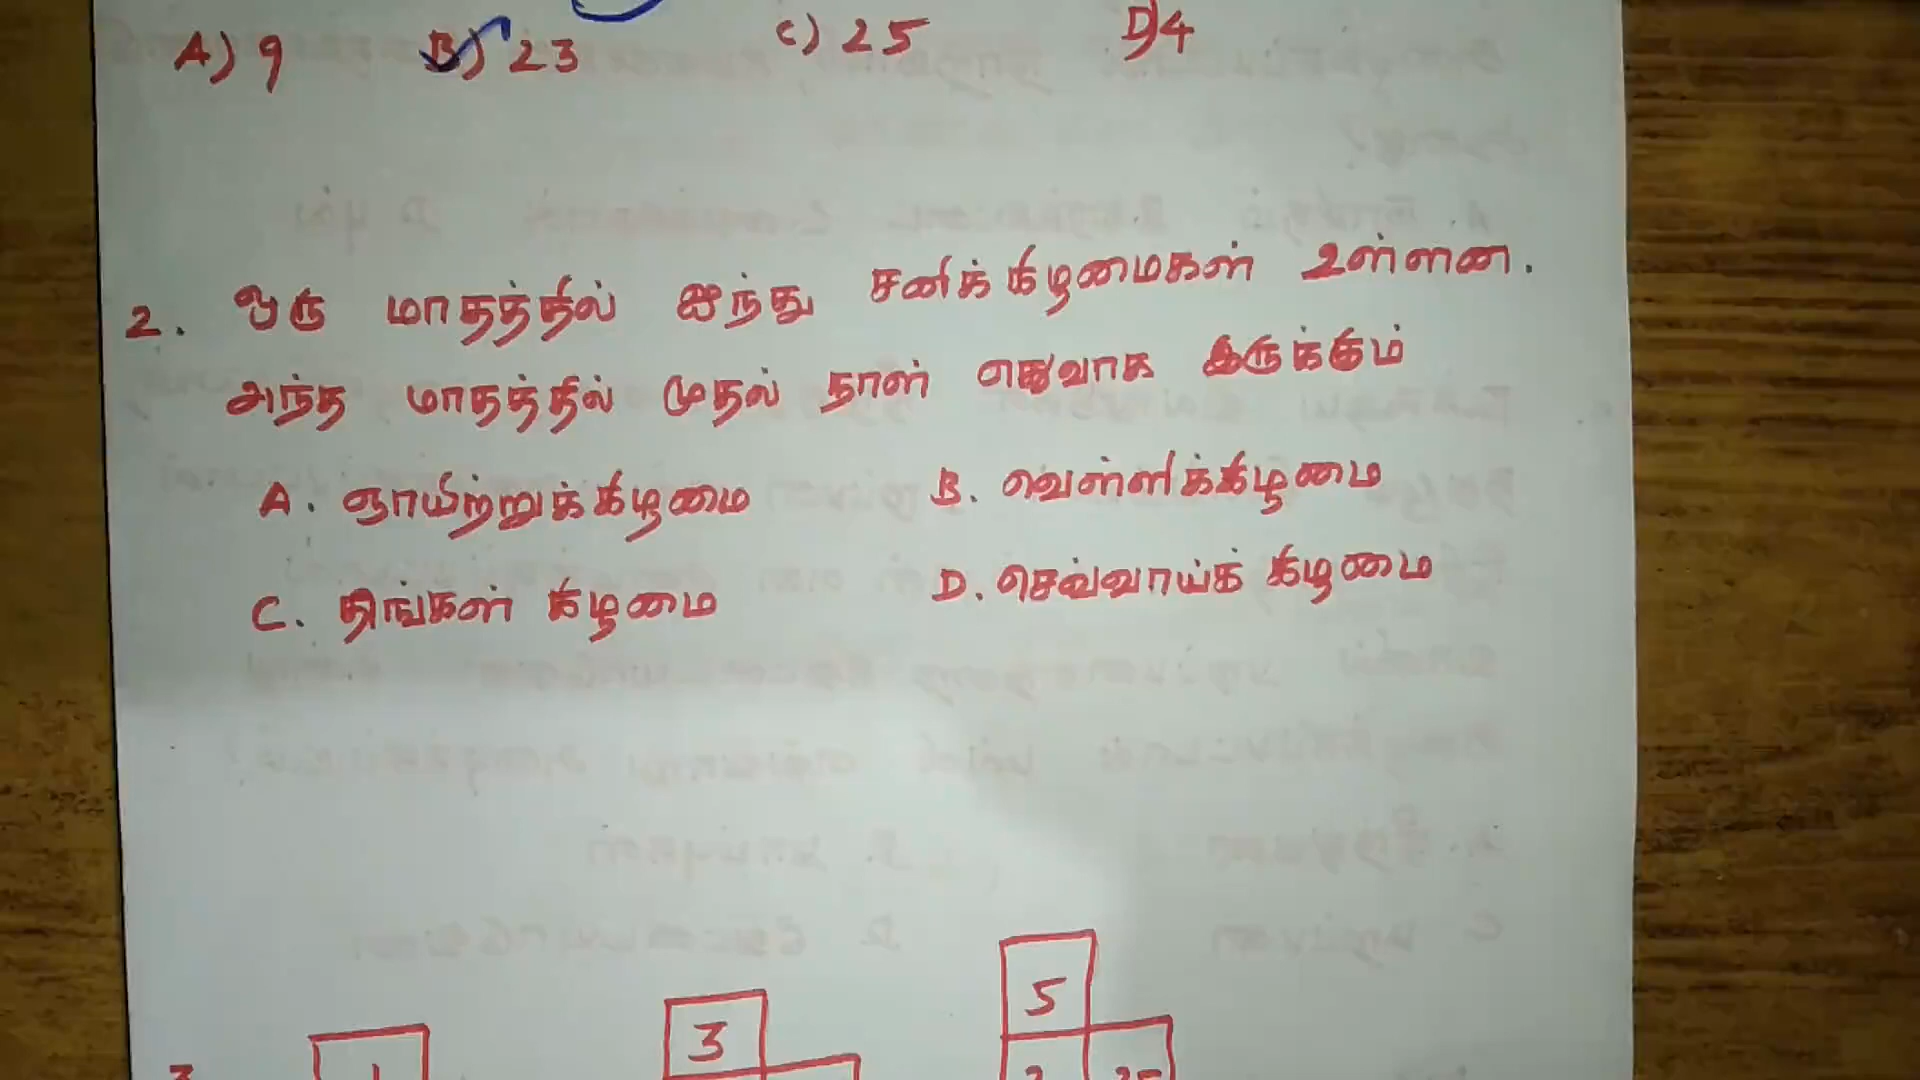 A) 9 B) 23 C) 25 D) 4
2. ஒரு மாதத்தில் ஐந்து சனிக்கிழமைகள் உள்ளன.
அந்த மாதத்தில் முதல் நாள் எதுவாக இருக்கும்
A. ஞாயிற்றுக்கிழமை B. வெள்ளிக்கிழமை
C. திங்கள் கிழமை D. செவ்வாய்க் கிழமை
5
3